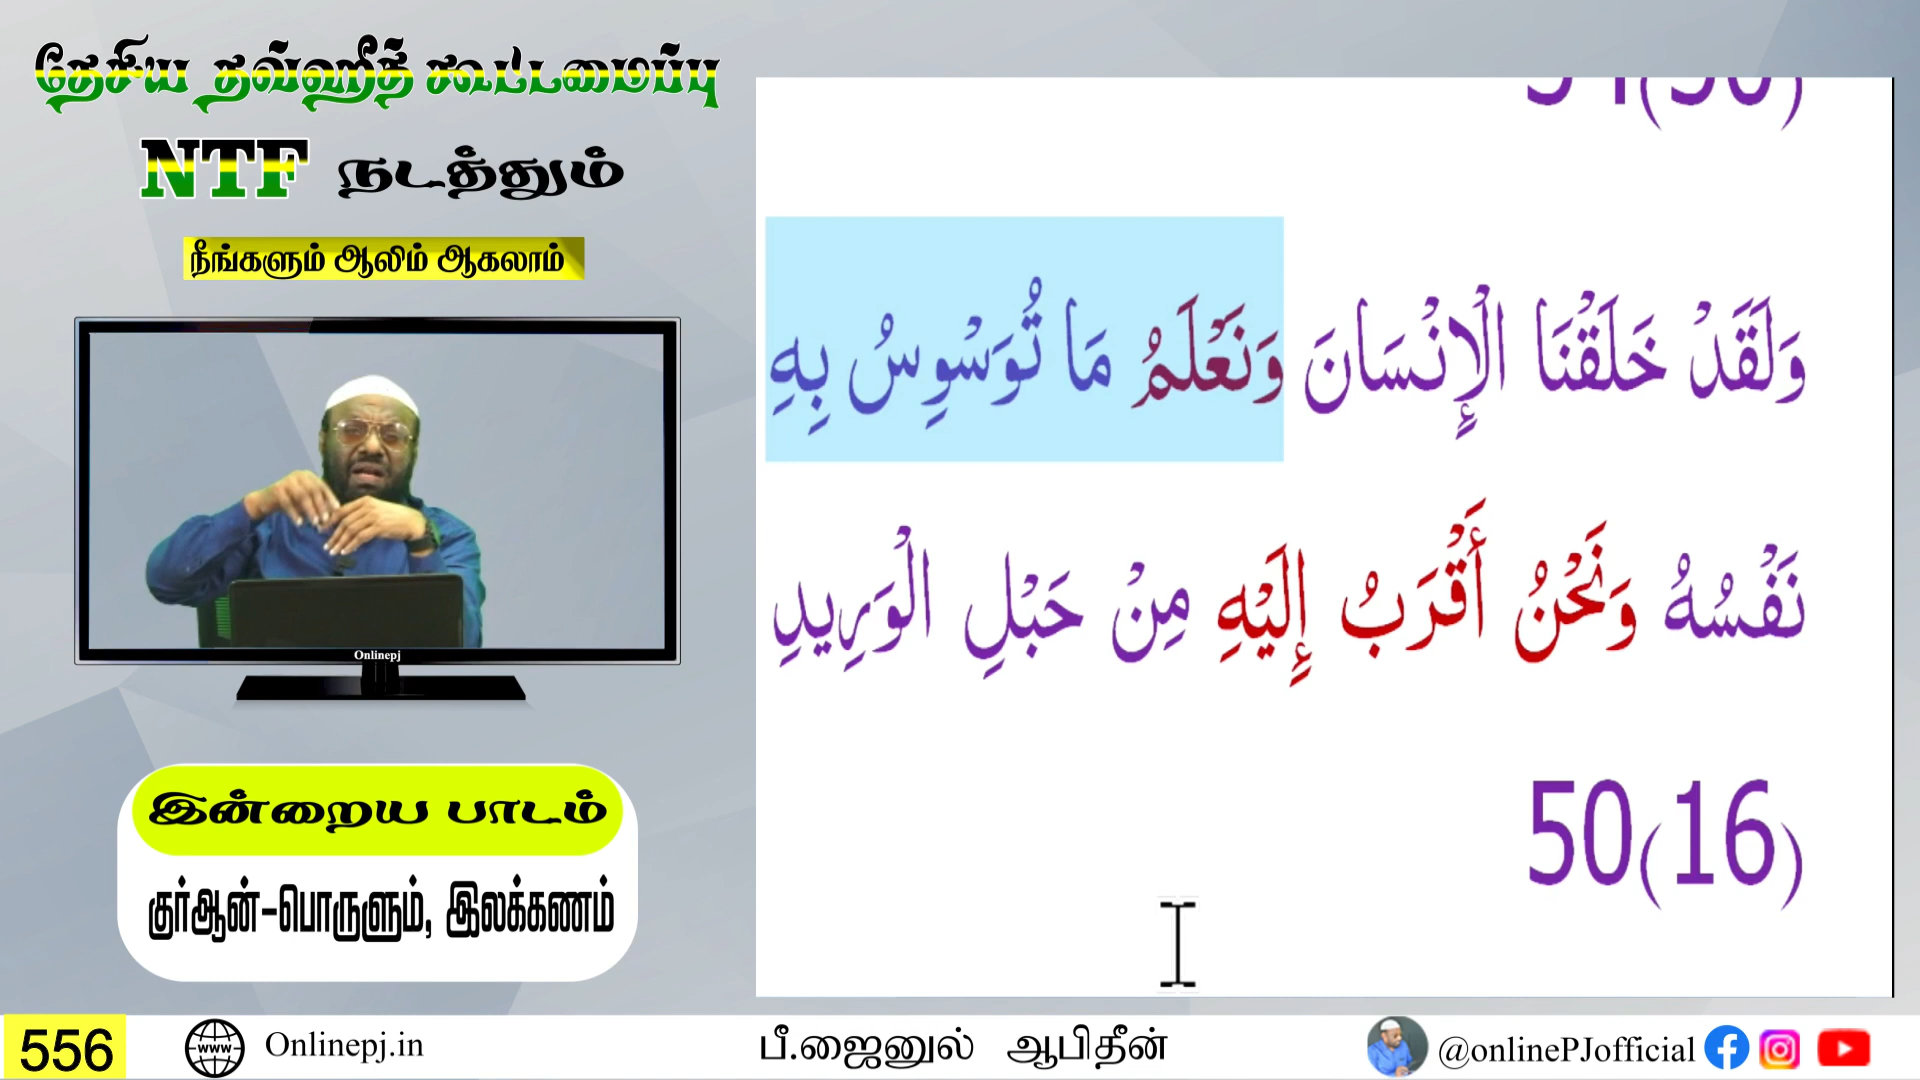 தேசிய தவ்ஹீத் கூட்டமைப்பு
NTF நடத்தும்
நீங்களும் ஆலிம் ஆகலாம்
Onlinepj
இன்றைய பாடம்
குர்ஆன்-பொருளும், இலக்கணம்
وَلَقَدْ خَلَقْنَا الْإِنْسَانَ وَنَعْلَمُ مَا تُوَسْوِسُ بِهِ
نَفْسُهُ وَنَحْنُ أَقْرَبُ إِلَيْهِ مِنْ حَبْلِ الْوَرِيدِ
50(16)
556
www
Onlinepj.in
பீ.ஜைனுல் ஆபிதீன்
@onlinePJofficial